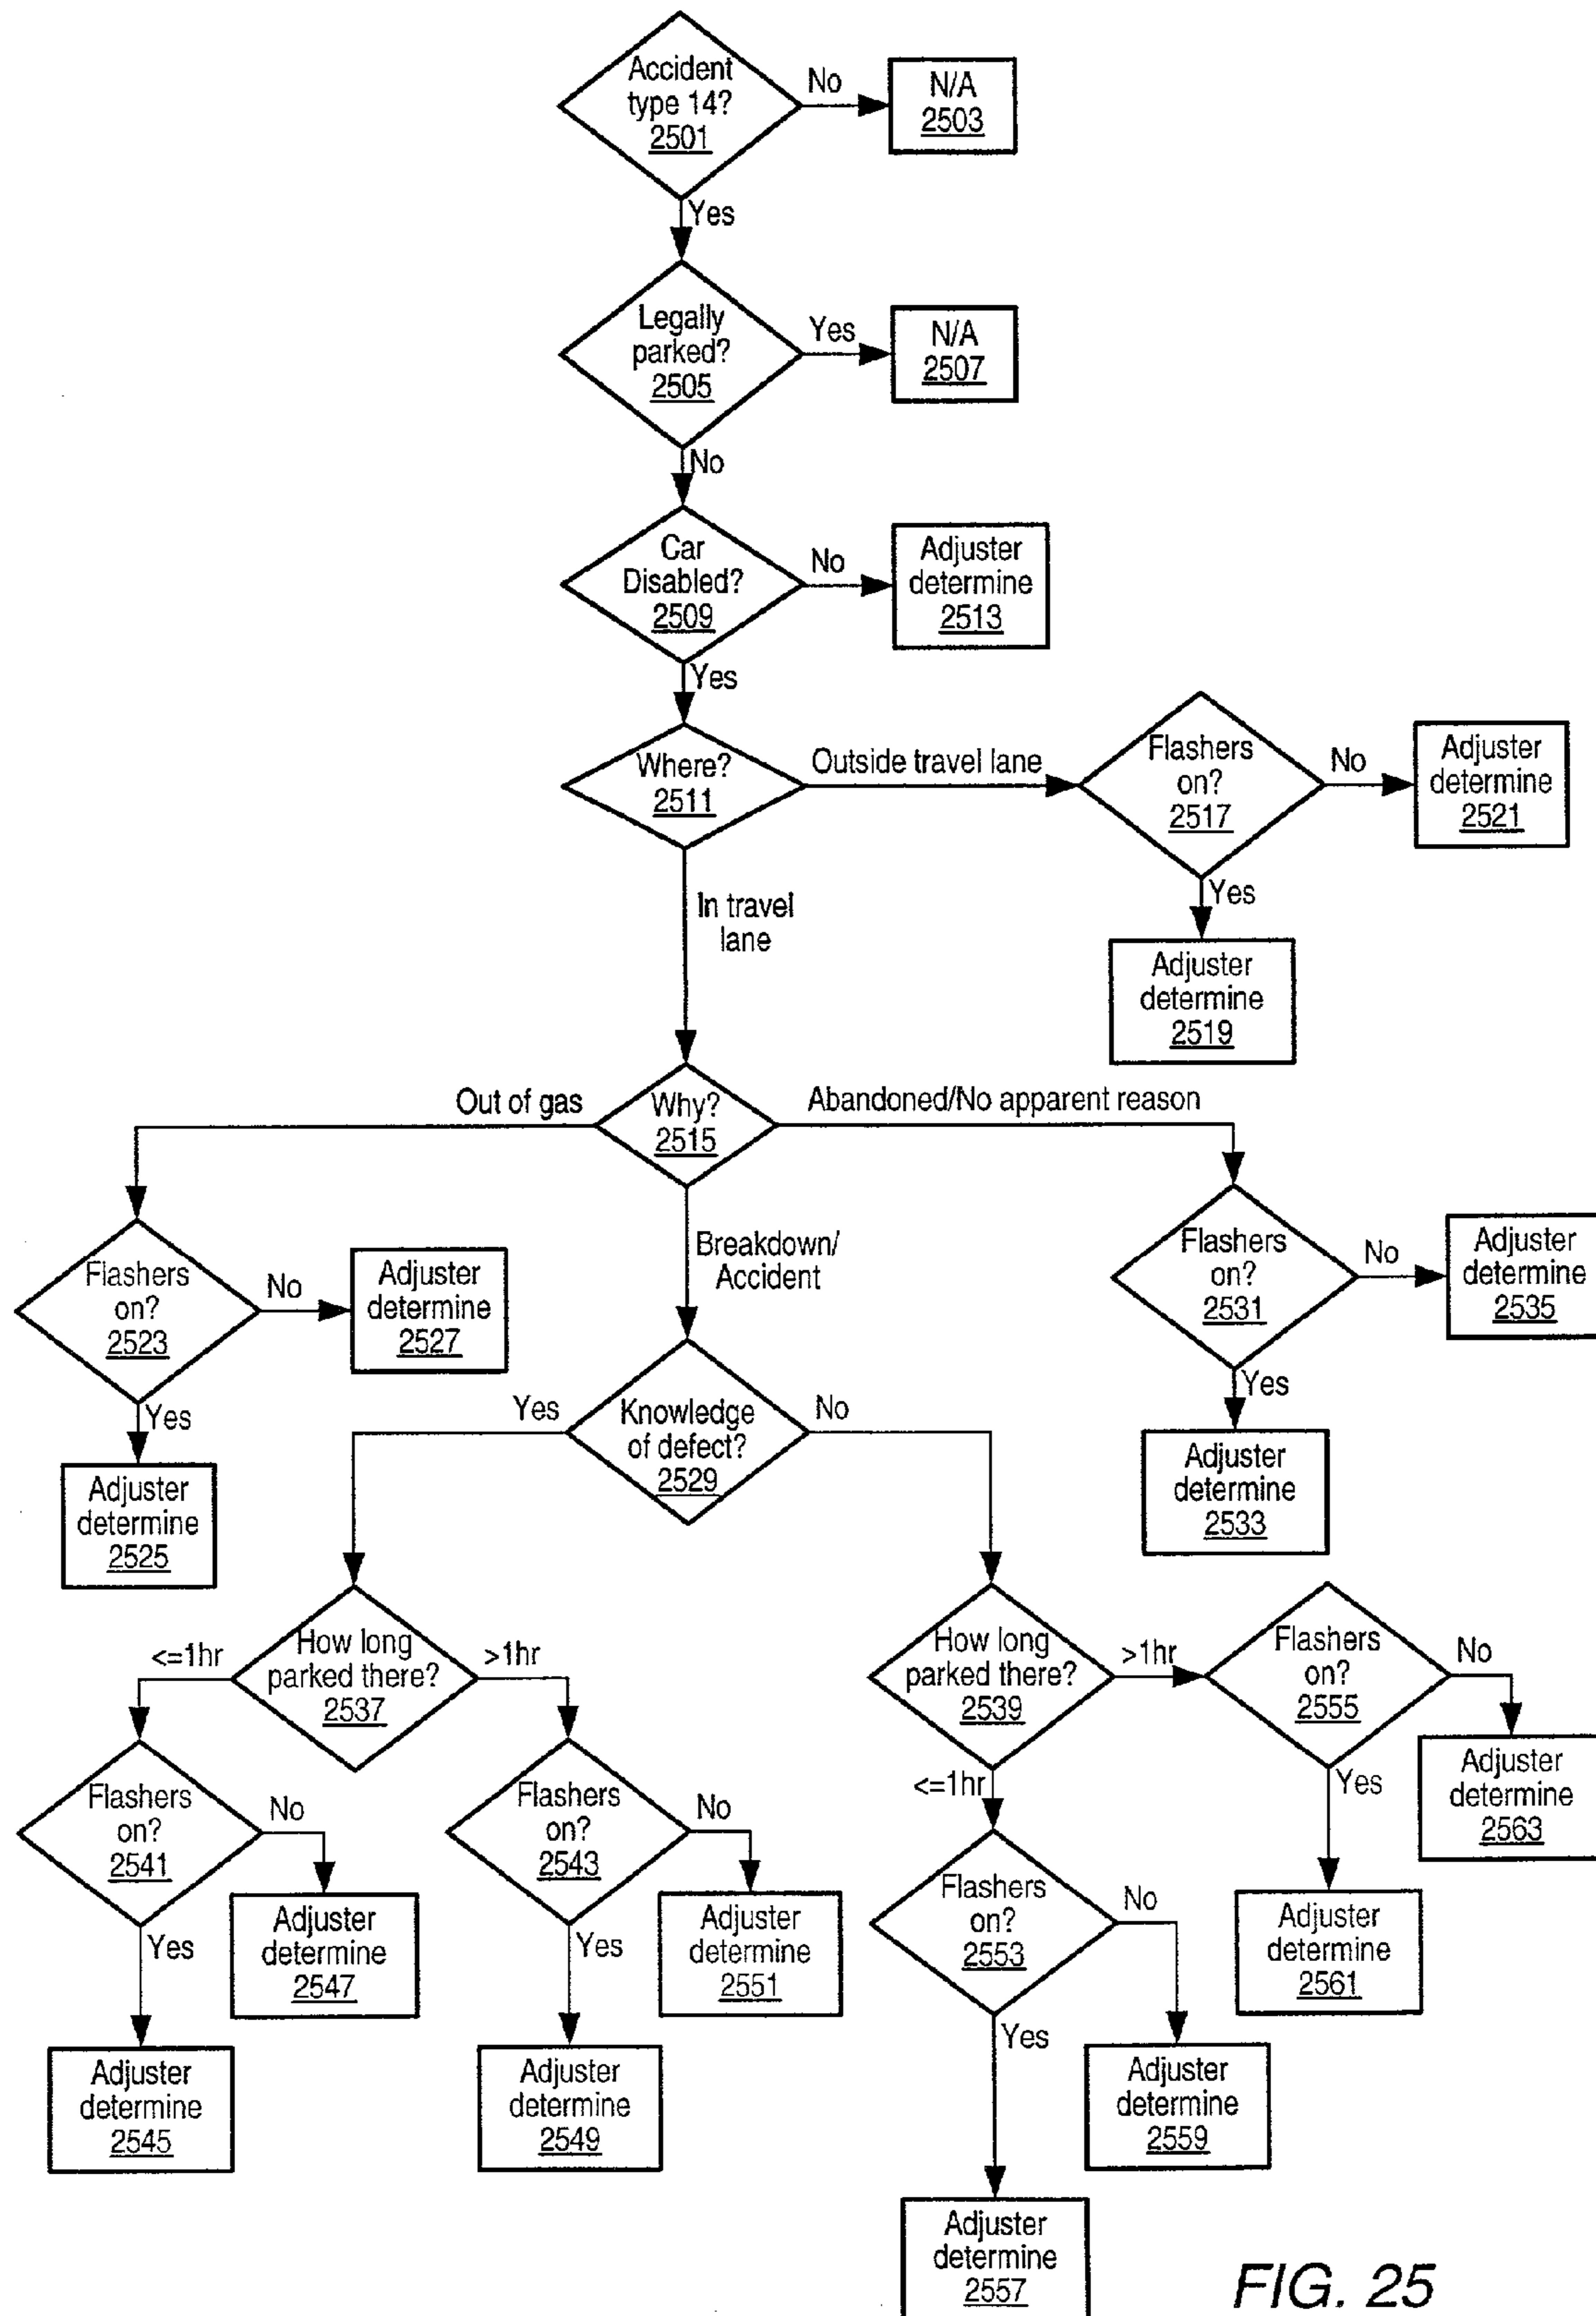 Accident
type 14?
2501
No
N/A
2503
Yes
Legally
parked?
2505
Yes
N/A
2507
No
Car
Disabled?
2509
No
Adjuster
determine
2513
Yes
Where?
2511
Outside travel lane
Flashers
on?
2517
No
Adjuster
determine
2521
Yes
Adjuster
determine
2519
In travel
lane
Why?
2515
Out of gas
Abandoned/No apparent reason
Flashers
on?
2523
No
Adjuster
determine
2527
Yes
Adjuster
determine
2525
Breakdown/
Accident
Flashers
on?
2531
No
Adjuster
determine
2535
Yes
Adjuster
determine
2533
Knowledge
of defect?
2529
Yes
No
How long
parked there?
2537
<=1hr
>1hr
Flashers
on?
2541
No
Adjuster
determine
2547
Yes
Adjuster
determine
2545
Flashers
on?
2543
No
Adjuster
determine
2551
Yes
Adjuster
determine
2549
How long
parked there?
2539
>1hr
Flashers
on?
2555
No
Adjuster
determine
2563
Yes
Adjuster
determine
2561
<=1hr
Flashers
on?
2553
No
Adjuster
determine
2559
Yes
Adjuster
determine
2557
FIG. 25